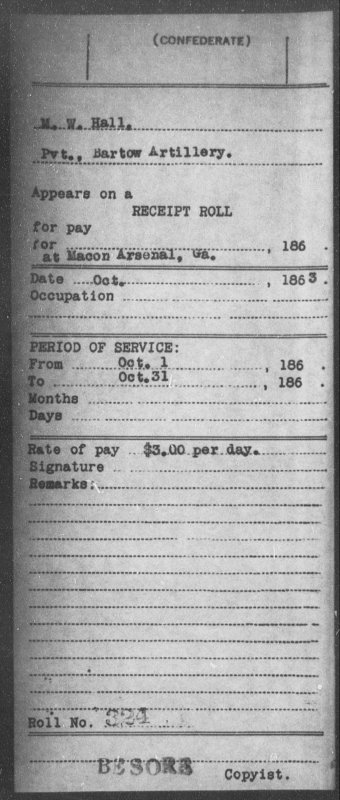 (CONFEDERATE)
M. W. Hall.
Pvt., Bartow Artillery.
Appears on a
RECEIPT ROLL
for pay
for , 186 .
at Macon Arsenal, Ga.
Date Oct. , 1863.
Occupation
PERIOD OF SERVICE:
From Oct. 1 , 186 .
To Oct.31 , 186 .
Months
Days
Rate of pay $3.00 per day.
Signature
Remarks:
Roll No. 324
BESORE
Copyist.